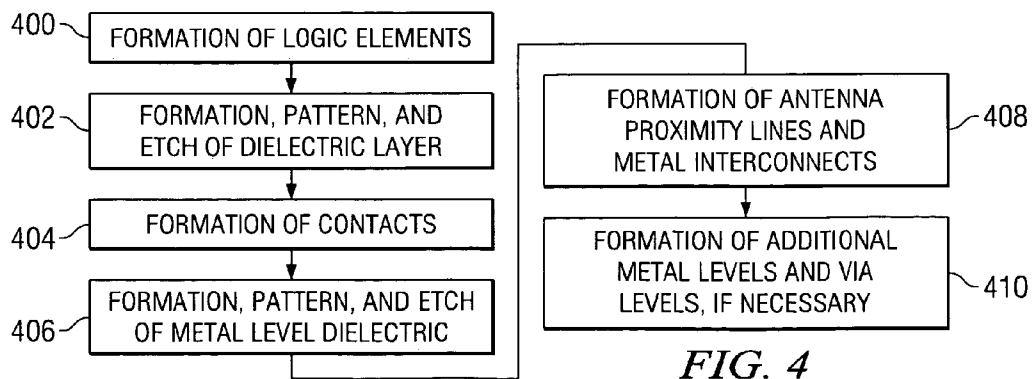 400
FORMATION OF LOGIC ELEMENTS
402
FORMATION, PATTERN, AND
ETCH OF DIELECTRIC LAYER
404
FORMATION OF CONTACTS
406
FORMATION, PATTERN, AND ETCH
OF METAL LEVEL DIELECTRIC
FORMATION OF ANTENNA
PROXIMITY LINES AND
METAL INTERCONNECTS
408
FORMATION OF ADDITIONAL
METAL LEVELS AND VIA
LEVELS, IF NECESSARY
410
FIG. 4